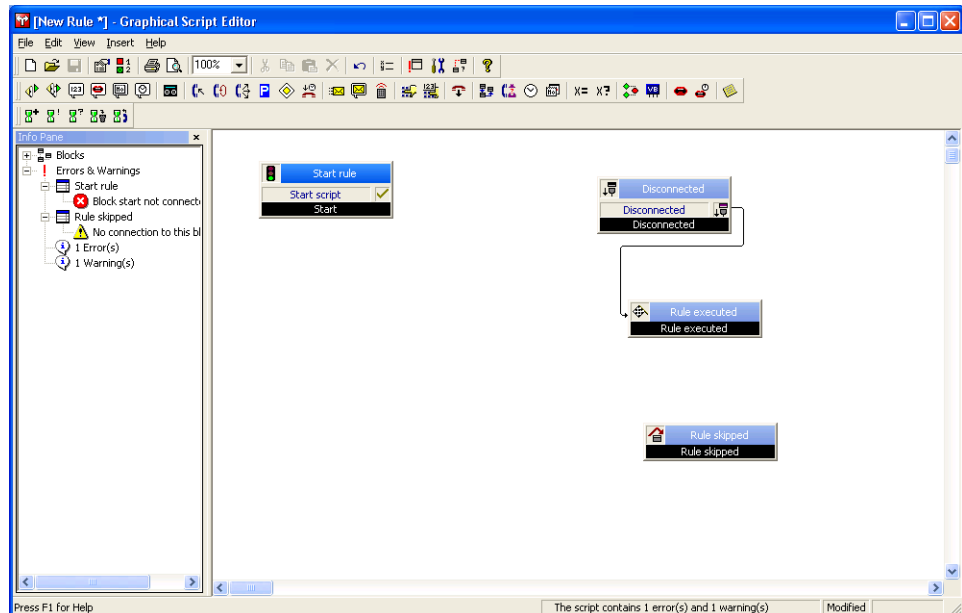 [New Rule *] - Graphical Script Editor
File Edit View Insert Help
100%
X= X?
Info Pane
Blocks
Errors & Warnings
Start rule
Block start not connect
Rule skipped
No connection to this bl
1 Error(s)
1 Warning(s)
Start rule
Start script
Start
Disconnected
Disconnected
Disconnected
Rule executed
Rule executed
Rule skipped
Rule skipped
Press F1 for Help
The script contains 1 error(s) and 1 warning(s)
Modified